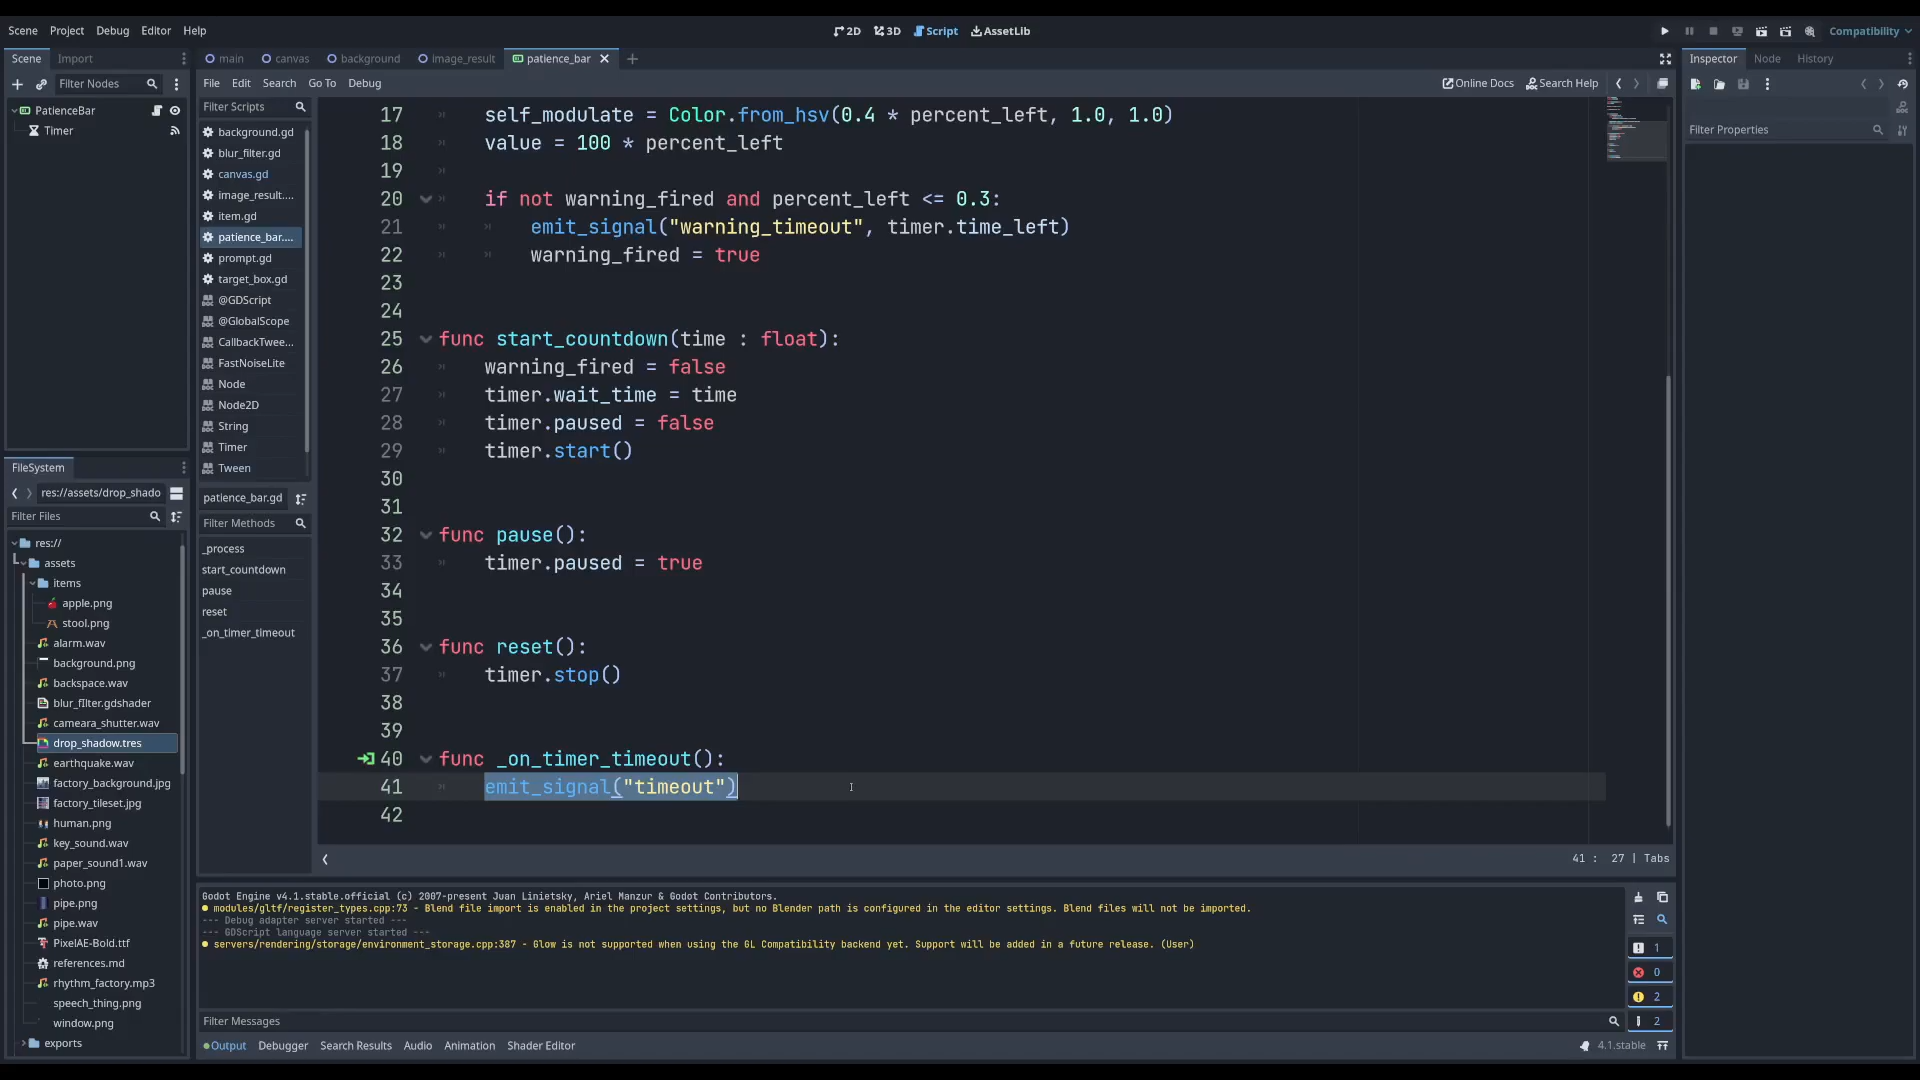 Scene Project Debug Editor Help
2D 3D Script AssetLib
Compatibility
Scene Import
Filter Nodes
PatienceBar
Timer
main canvas background image_result patience_bar
File Edit Search Go To Debug
Online Docs Search Help
Filter Scripts
background.gd
blur_filter.gd
canvas.gd
image_result....
item.gd
patience_bar....
prompt.gd
target_box.gd
@GDScript
@GlobalScope
CallbackTwee...
FastNoiseLite
Node
Node2D
String
Timer
Tween
patience_bar.gd
Filter Methods
_process
start_countdown
pause
reset
_on_timer_timeout
17 self_modulate = Color.from_hsv(0.4 * percent_left, 1.0, 1.0)
18 value = 100 * percent_left
19
20 if not warning_fired and percent_left <= 0.3:
21 emit_signal("warning_timeout", timer.time_left)
22 warning_fired = true
23
24
25 func start_countdown(time : float):
26 warning_fired = false
27 timer.wait_time = time
28 timer.paused = false
29 timer.start()
30
31
32 func pause():
33 timer.paused = true
34
35
36 func reset():
37 timer.stop()
38
39
40 func _on_timer_timeout():
41 emit_signal("timeout")
42
41 : 27 | Tabs
FileSystem
res://assets/drop_shado
Filter Files
res://
assets
items
apple.png
stool.png
alarm.wav
background.png
backspace.wav
blur_fIlter.gdshader
cameara_shutter.wav
drop_shadow.tres
earthquake.wav
factory_background.jpg
factory_tileset.jpg
human.png
key_sound.wav
paper_sound1.wav
photo.png
pipe.png
pipe.wav
PixelAE-Bold.ttf
references.md
rhythm_factory.mp3
speech_thing.png
window.png
exports
Godot Engine v4.1.stable.official (c) 2007-present Juan Linietsky, Ariel Manzur & Godot Contributors.
modules/gltf/register_types.cpp:73 - Blend file import is enabled in the project settings, but no Blender path is configured in the editor settings. Blend files will not be imported.
--- Debug adapter server started ---
--- GDScript language server started ---
servers/rendering/storage/environment_storage.cpp:387 - Glow is not supported when using the GL Compatibility backend yet. Support will be added in a future release. (User)
1
0
2
2
Filter Messages
Output Debugger Search Results Audio Animation Shader Editor
4.1.stable
Inspector Node History
Filter Properties